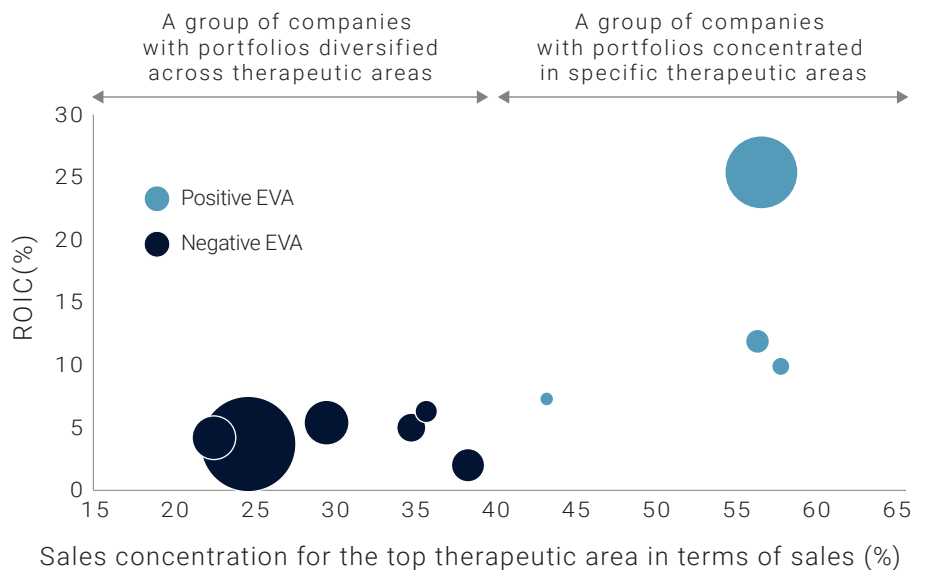 A group of companies
with portfolios diversified
across therapeutic areas
A group of companies
with portfolios concentrated
in specific therapeutic areas
30
25
20
15
10
5
0
ROIC(%)
Positive EVA
Negative EVA
15 20 25 30 35 40 45 50 55 60 65
Sales concentration for the top therapeutic area in terms of sales (%)